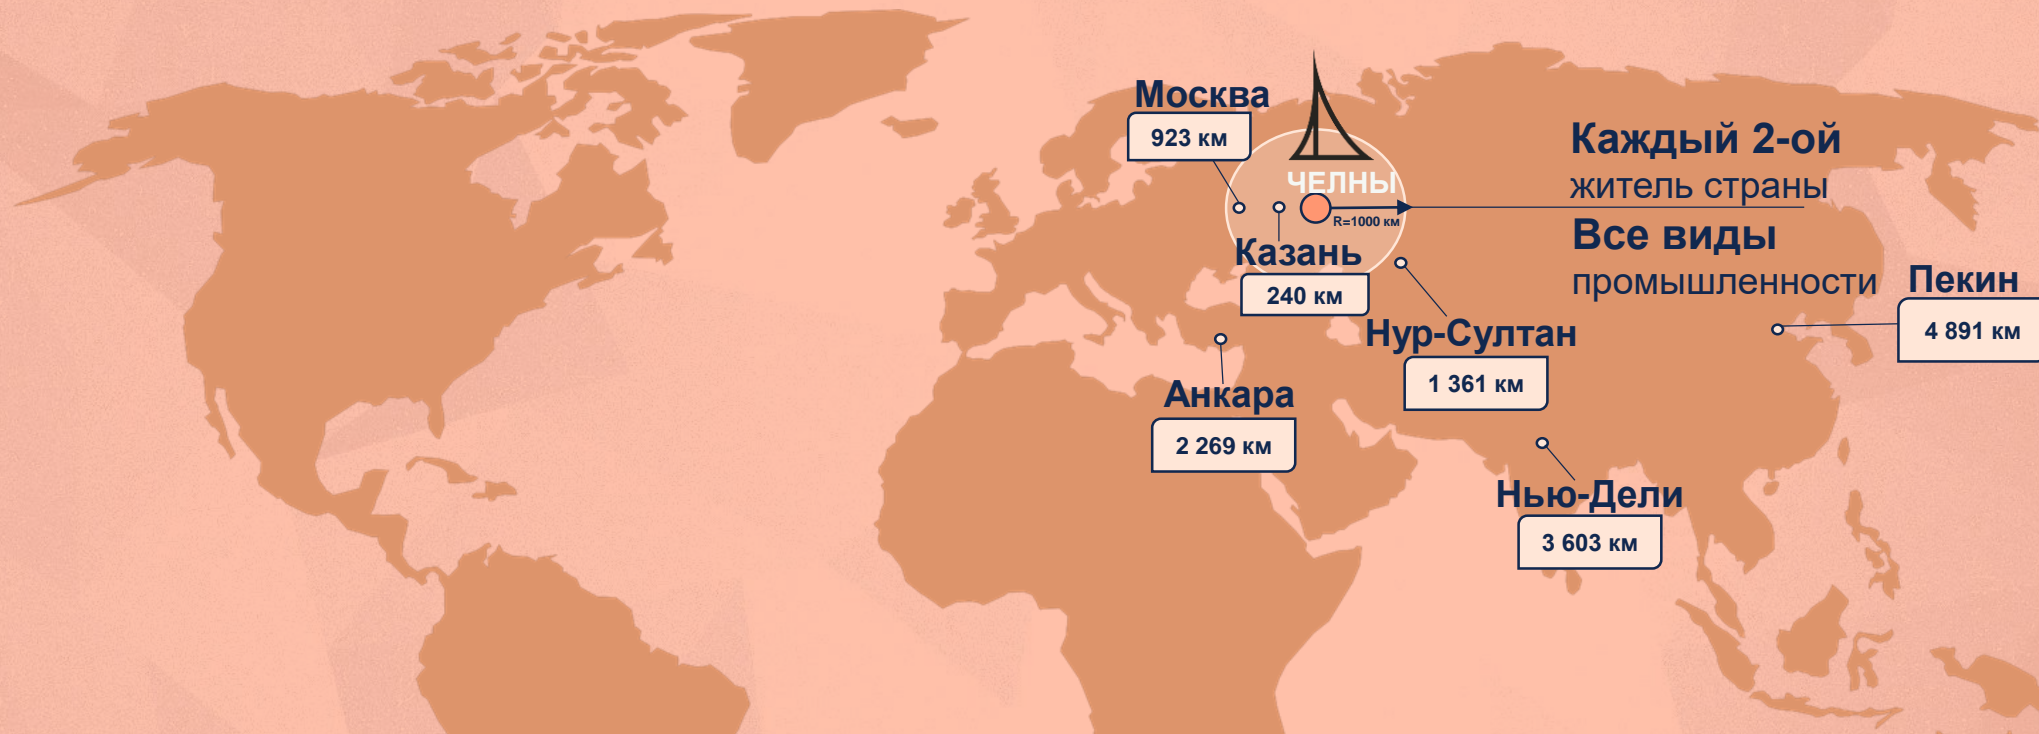 Москва
923 км
ЧЕЛНЫ
R=1000 км
Казань
240 км
Каждый 2-ой
житель страны
Все виды
промышленности
Пекин
4 891 км
Нур-Султан
1 361 км
Анкара
2 269 км
Нью-Дели
3 603 км